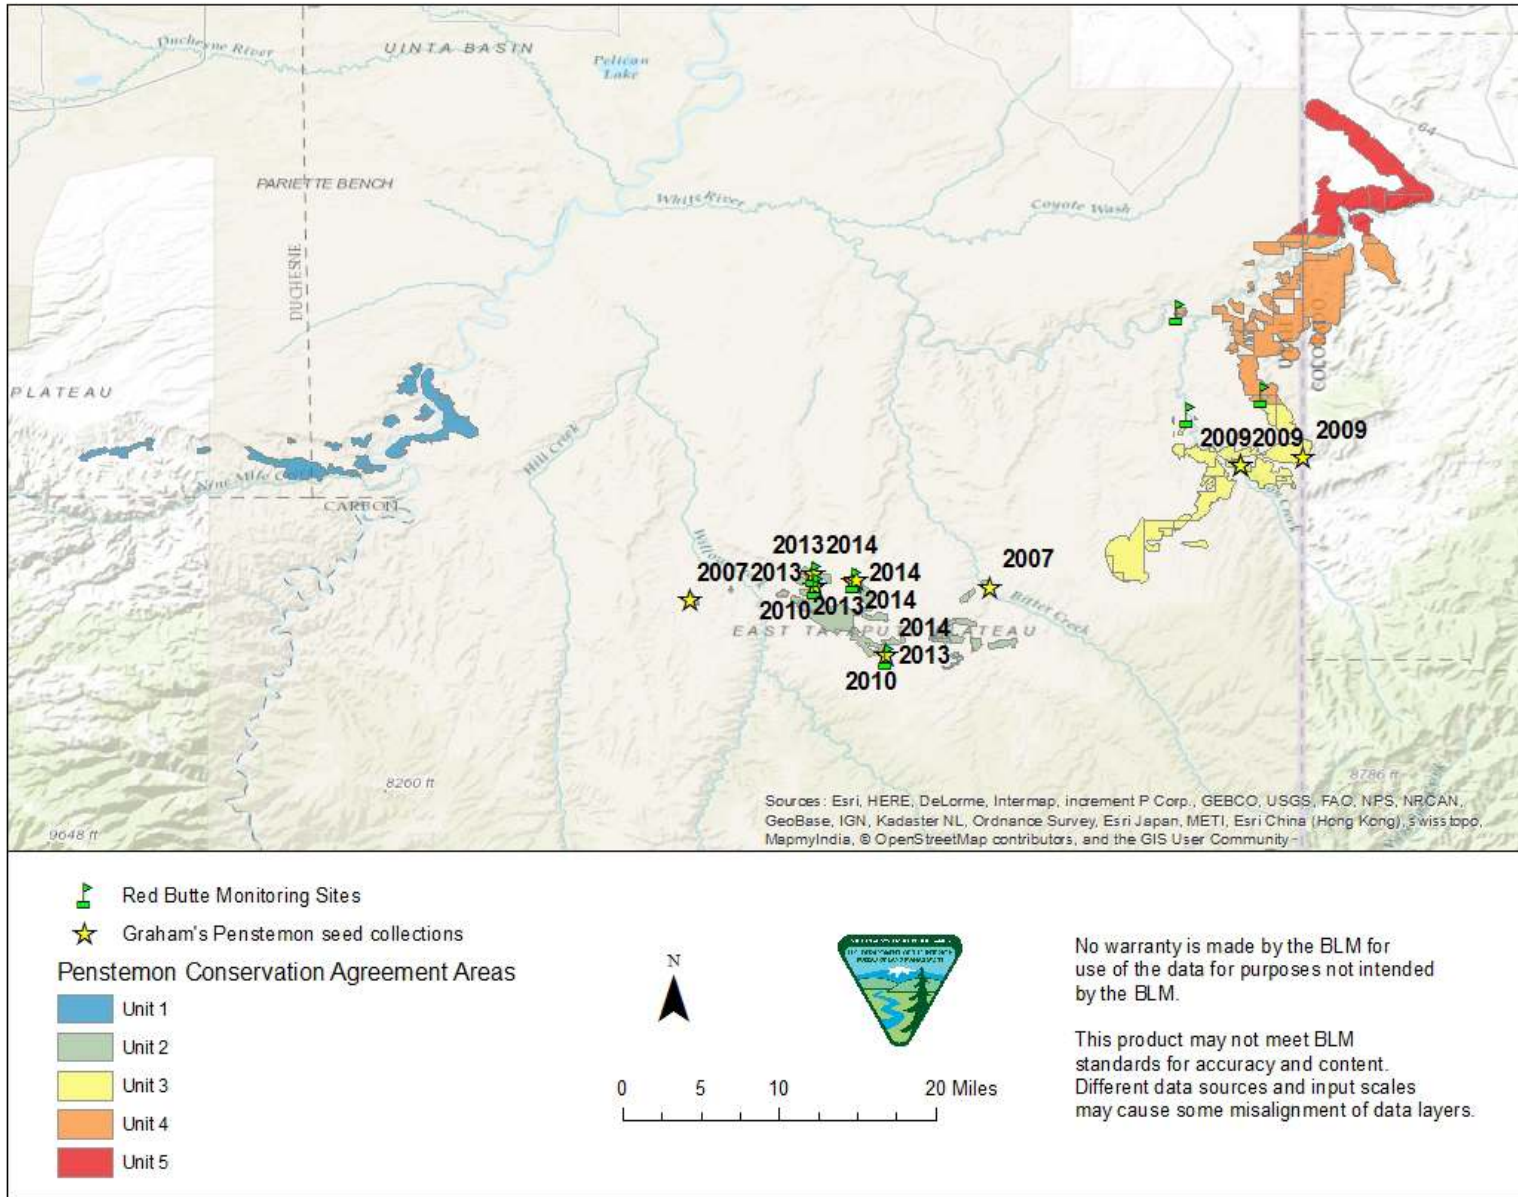 Duchesne River
UINTA BASIN
Pelican
Lake
64
PARIETTE BENCH
White River
Coyote Wash
DUCHESNE
COLORADO
PLATEAU
Hill Creek
Nine Mile Creek
CARBON
2009 2009
2009
Creek
2013 2014
2007
2013
2014
2007
2010
2013
2014
Bitter Creek
EAST TAVAPUTS PLATEAU
2014
2013
2010
8260 ft
8786 ft
9648 ft
Sources: Esri, HERE, DeLorme, Intermap, increment P Corp., GEBCO, USGS, FAO, NPS, NRCAN,
GeoBase, IGN, Kadaster NL, Ordnance Survey, Esri Japan, METI, Esri China (Hong Kong), swisstopo,
MapmyIndia, © OpenStreetMap contributors, and the GIS User Community
Red Butte Monitoring Sites
Graham's Penstemon seed collections
Penstemon Conservation Agreement Areas
Unit 1
Unit 2
Unit 3
Unit 4
Unit 5
N
0 5 10 20 Miles
No warranty is made by the BLM for
use of the data for purposes not intended
by the BLM.
This product may not meet BLM
standards for accuracy and content.
Different data sources and input scales
may cause some misalignment of data layers.